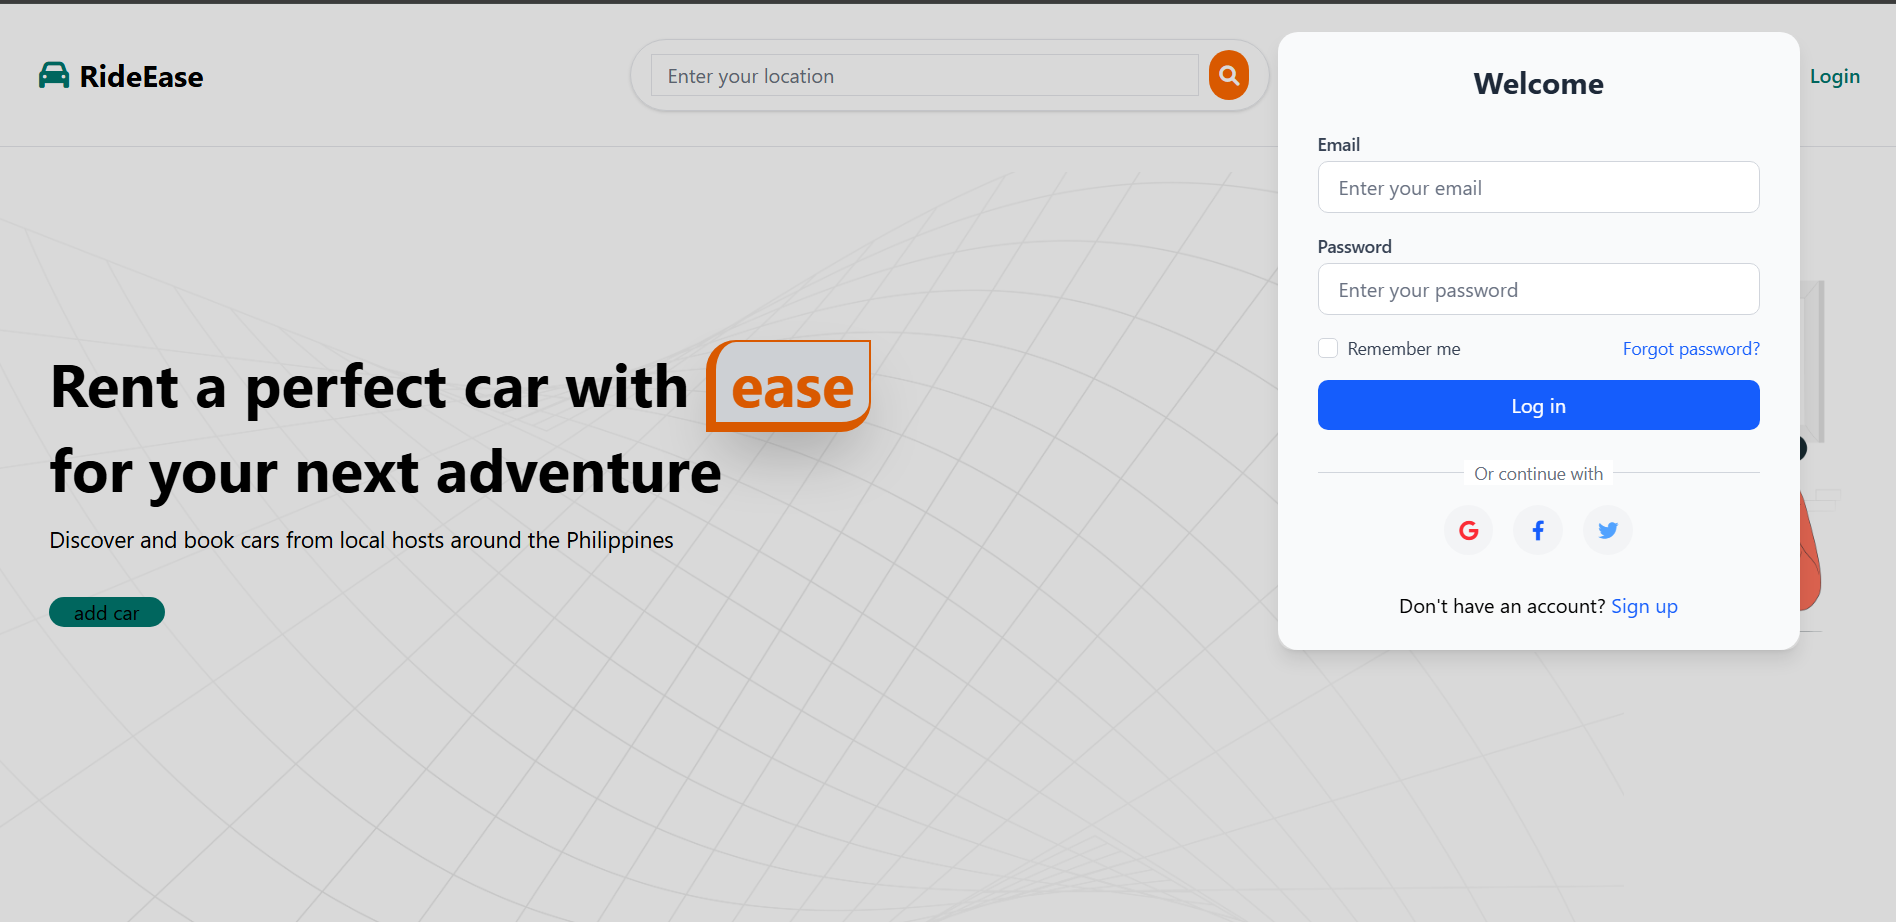 RideEase
Enter your location
Login
Rent a perfect car with ease
for your next adventure
Discover and book cars from local hosts around the Philippines
add car
Welcome
Email
Enter your email
Password
Enter your password
Remember me
Forgot password?
Log in
Or continue with
Don't have an account? Sign up